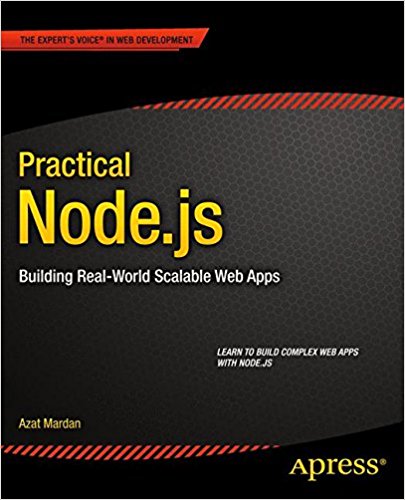 THE EXPERT'S VOICE® IN WEB DEVELOPMENT
Practical
Node.js
Building Real-World Scalable Web Apps
LEARN TO BUILD COMPLEX WEB APPS
WITH NODE.JS
Azat Mardan
Apress®